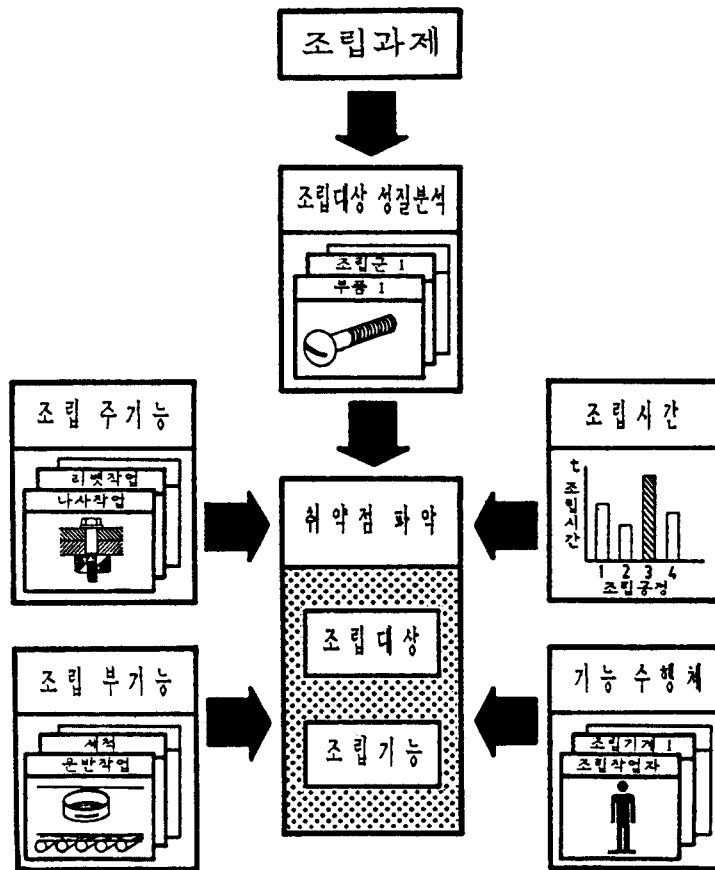 조립과제
조립대상 성질분석
조립군 1
부품 1
조립 주기능
리벳작업
나사작업
조립시간
t
조립시간
1 2 3 4
조립공정
취약점 파악
조립대상
조립기능
조립 부기능
세척
운반작업
기능 수행체
조립기계 1
조립작업자